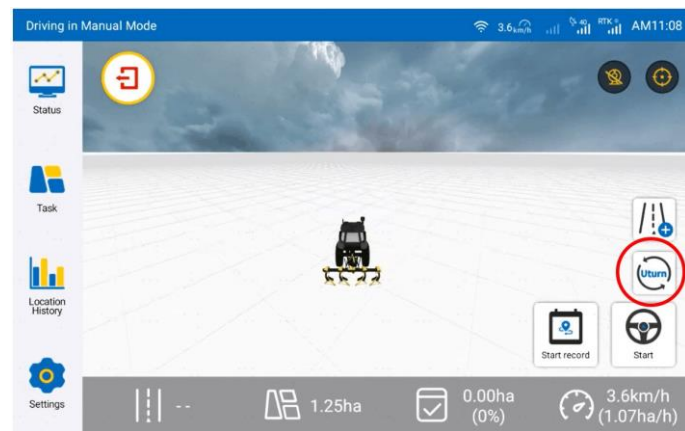 Driving in Manual Mode
3.6km/h
40
RTK
AM11:08
Status
Task
Location
History
Settings
Uturn
Start record
Start
--
1.25ha
0.00ha
(0%)
3.6km/h
(1.07ha/h)